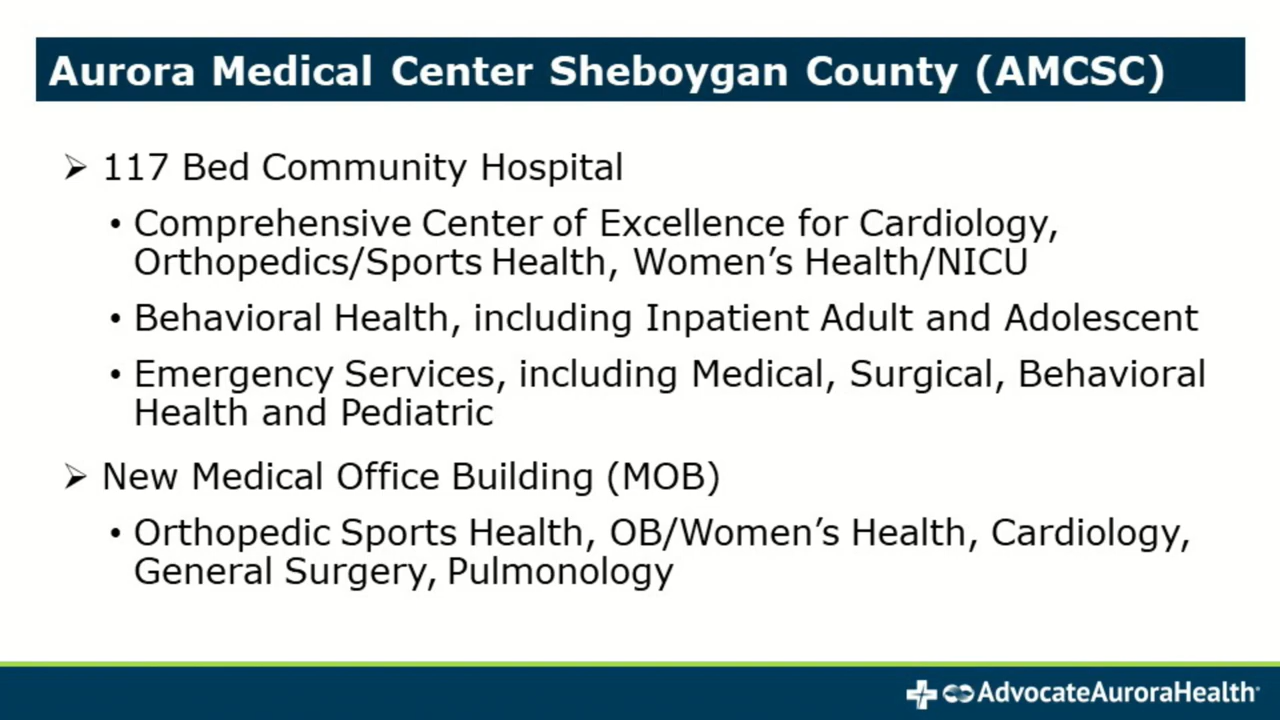 Aurora Medical Center Sheboygan County (AMCSC)
➢ 117 Bed Community Hospital
• Comprehensive Center of Excellence for Cardiology,
Orthopedics/Sports Health, Women’s Health/NICU
• Behavioral Health, including Inpatient Adult and Adolescent
• Emergency Services, including Medical, Surgical, Behavioral
Health and Pediatric
➢ New Medical Office Building (MOB)
• Orthopedic Sports Health, OB/Women’s Health, Cardiology,
General Surgery, Pulmonology
AdvocateAuroraHealth